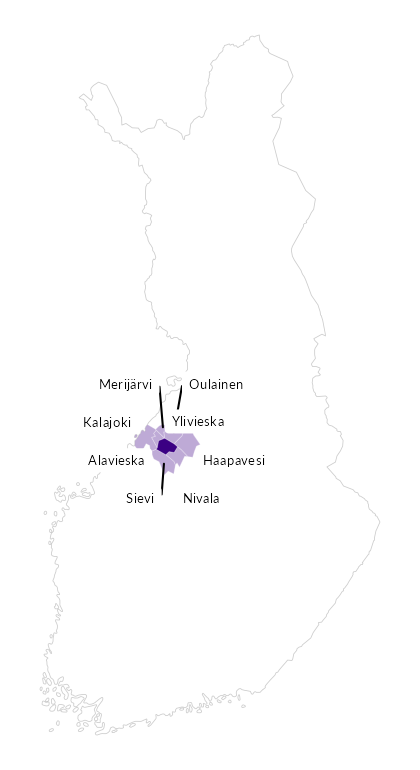 Merijärvi Oulainen
Kalajoki Ylivieska
Alavieska Haapavesi
Sievi Nivala